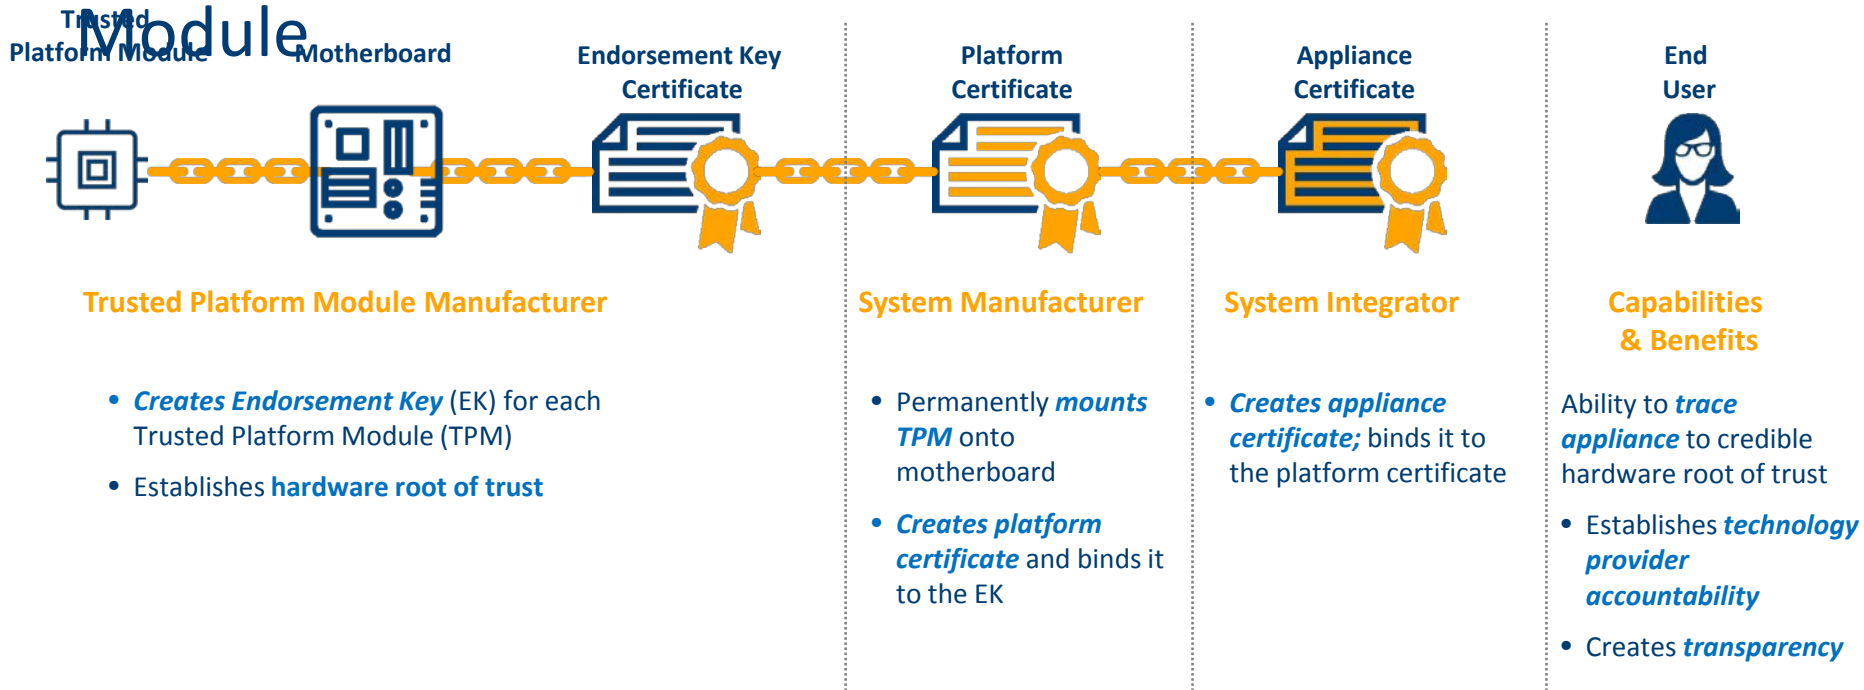 Module
Trusted
Platform Module
Motherboard
Endorsement Key
Certificate
Platform
Certificate
Appliance
Certificate
End
User
Trusted Platform Module Manufacturer
• Creates Endorsement Key (EK) for each
Trusted Platform Module (TPM)
• Establishes hardware root of trust
System Manufacturer
• Permanently mounts
TPM onto
motherboard
• Creates platform
certificate and binds it
to the EK
System Integrator
• Creates appliance
certificate; binds it to
the platform certificate
Capabilities
& Benefits
Ability to trace
appliance to credible
hardware root of trust
• Establishes technology
provider
accountability
• Creates transparency